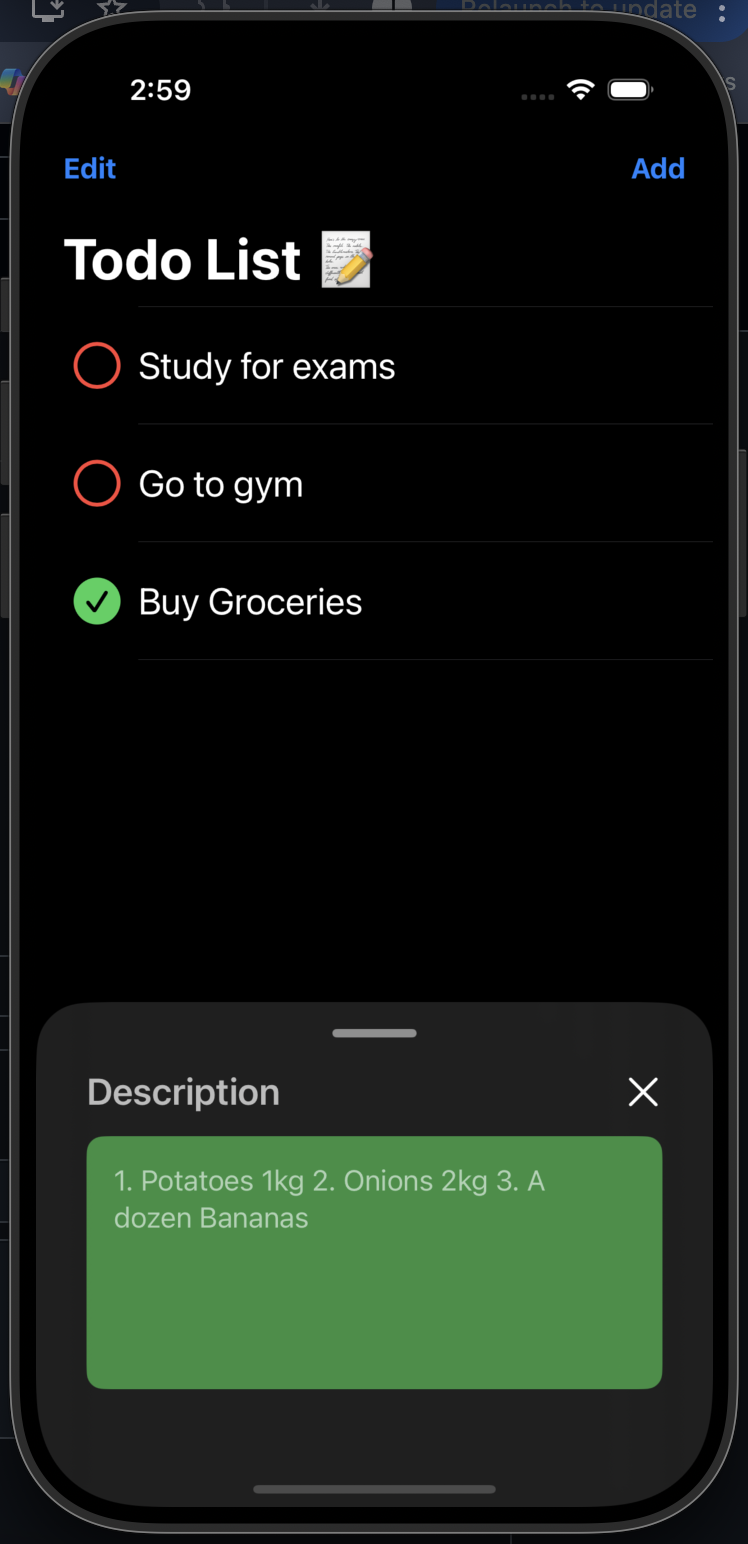 Relaunch to update
s
2:59
Edit
Add
Todo List
Study for exams
Go to gym
Buy Groceries
Description
1. Potatoes 1kg 2. Onions 2kg 3. A
dozen Bananas